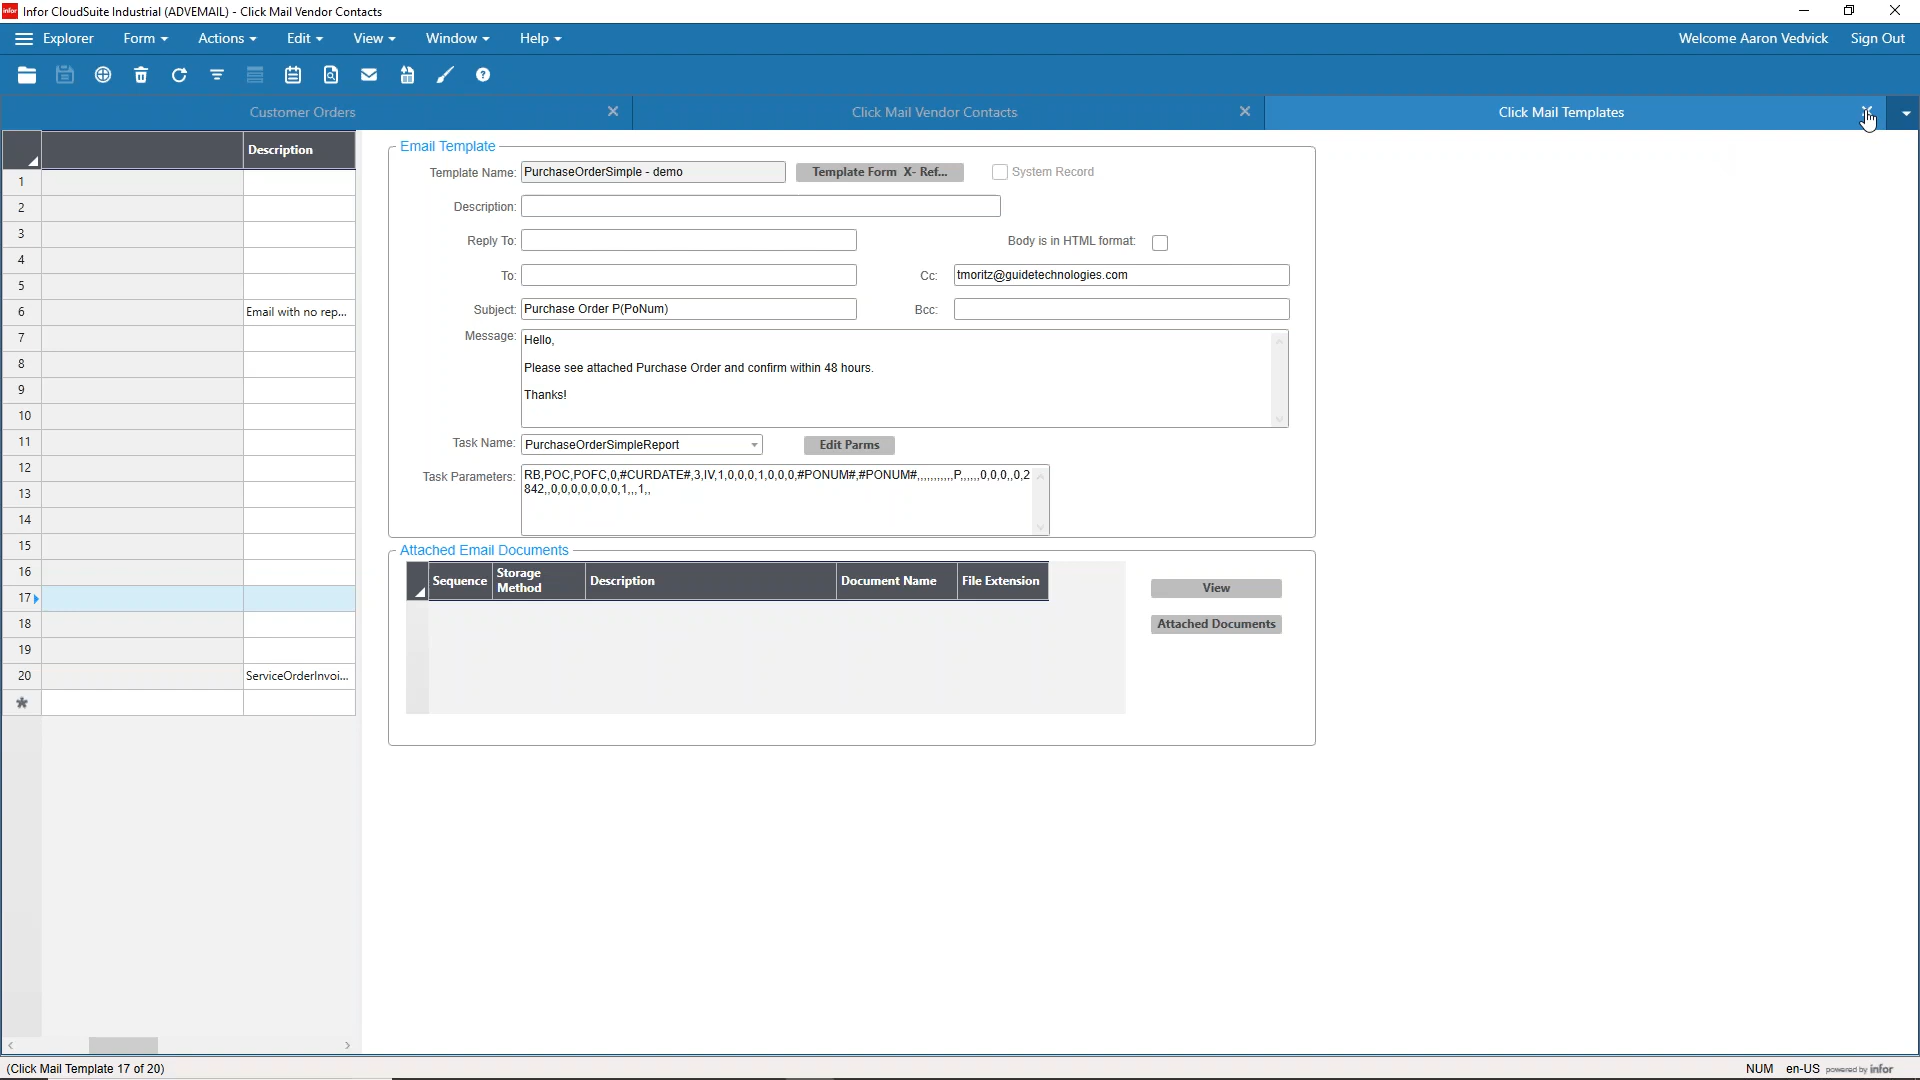 infor Infor CloudSuite Industrial (ADVEMAIL) - Click Mail Vendor Contacts
Explorer Form Actions Edit View Window Help Welcome Aaron Vedvick Sign Out
Customer Orders Click Mail Vendor Contacts Click Mail Templates
Description
1
2
3
4
5
6 Email with no rep...
7
8
9
10
11
12
13
14
15
16
17
18
19
20 ServiceOrderInvoi...
Email Template
Template Name: PurchaseOrderSimple - demo Template Form X- Ref... System Record
Description:
Reply To: Body is in HTML format:
To: Cc: tmoritz@guidetechnologies.com
Subject: Purchase Order P(PoNum) Bcc:
Message: Hello,
Please see attached Purchase Order and confirm within 48 hours.
Thanks!
Task Name: PurchaseOrderSimpleReport Edit Parms
Task Parameters: RB,POC,POFC,0,#CURDATE#,3,IV,1,0,0,0,1,0,0,0,#PONUM#,#PONUM#,,,,,,,,,,,P,,,,,,0,0,0,,0,2
842,,0,0,0,0,0,0,0,1,,,1,,
Attached Email Documents
Sequence Storage Method Description Document Name File Extension
View
Attached Documents
(Click Mail Template 17 of 20) NUM en-US powered by infor